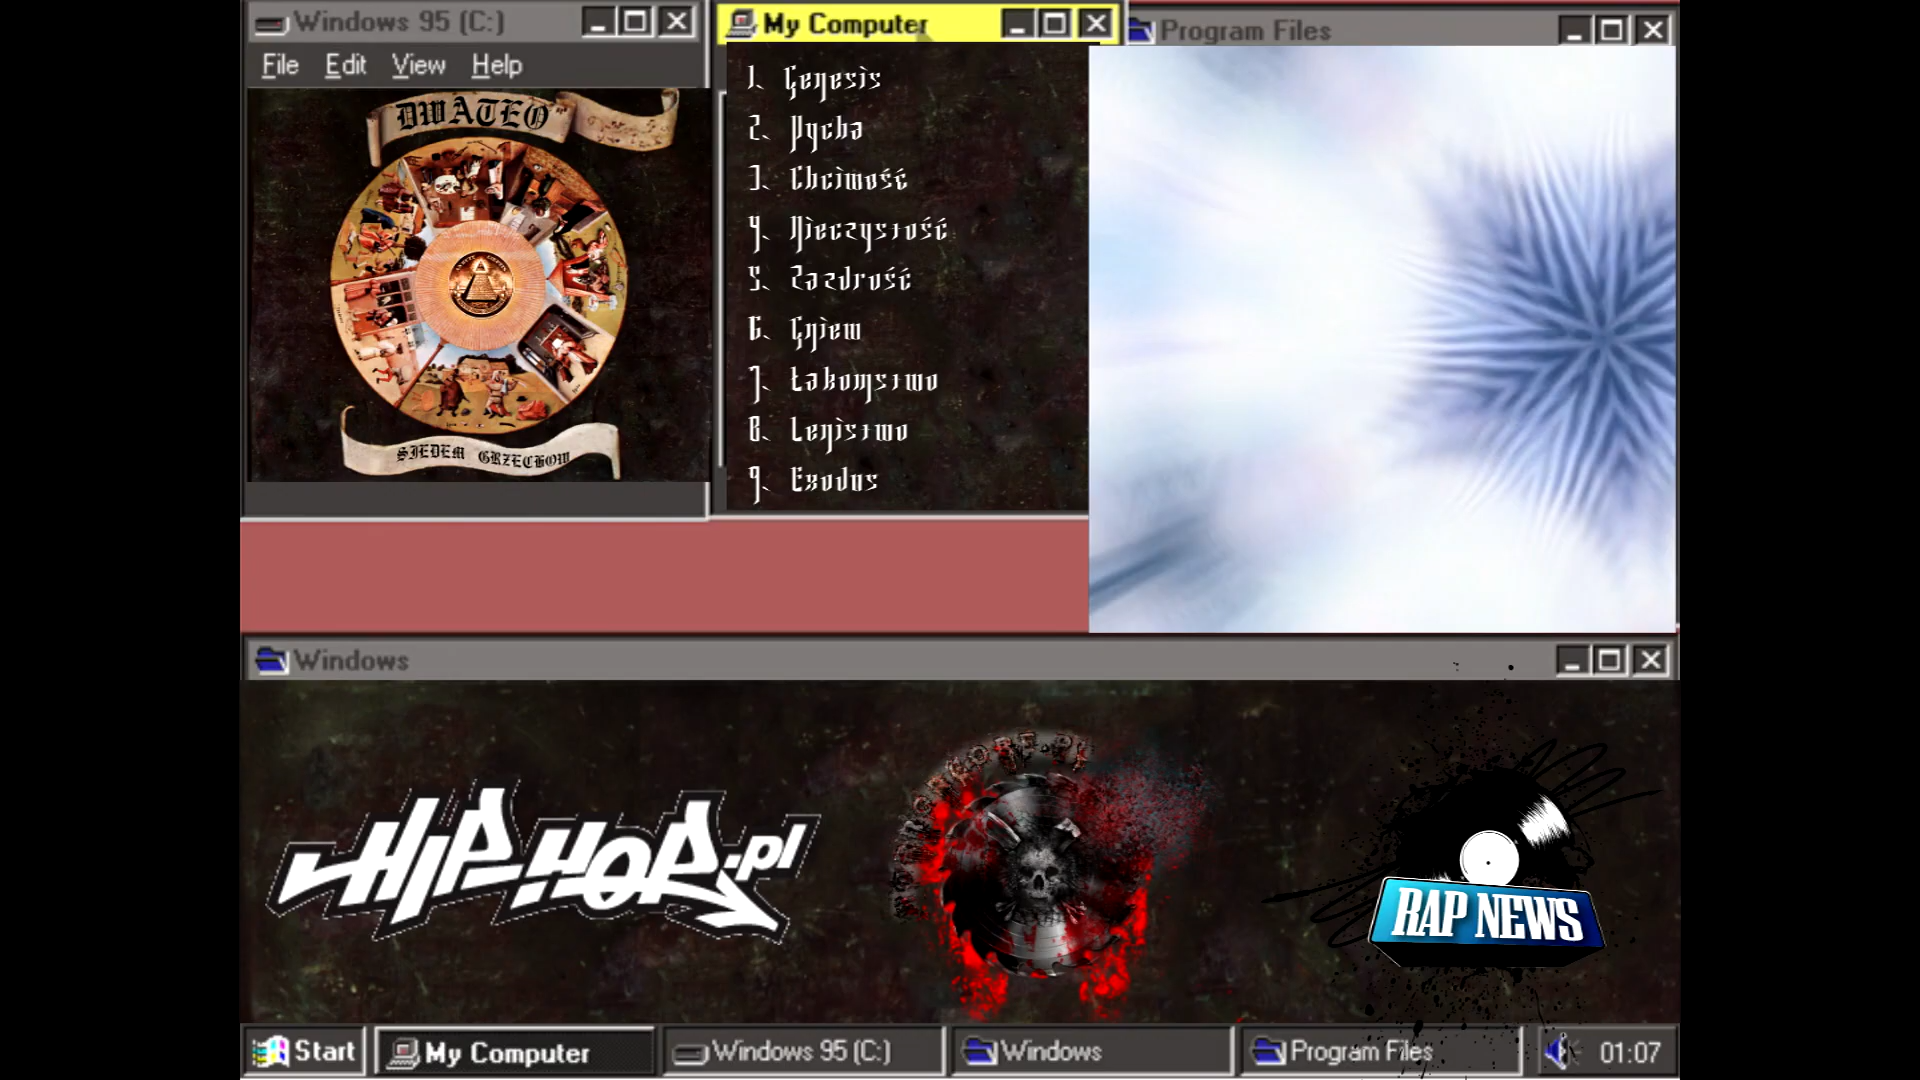 Windows 95 (C:)
File Edit View Help
DWATEO
SIEDEM GRZECHOW
My Computer
1. Genesis
2. Pycha
3. Chciwość
4. Nieczystość
5. Zazdrość
6. Gniew
7. Łakomstwo
8. Lenistwo
9. Exodus
Program Files
Windows
HIP-HOP.pl
RAP NEWS
Start
My Computer
Windows 95 (C:)
Windows
Program Files
01:07